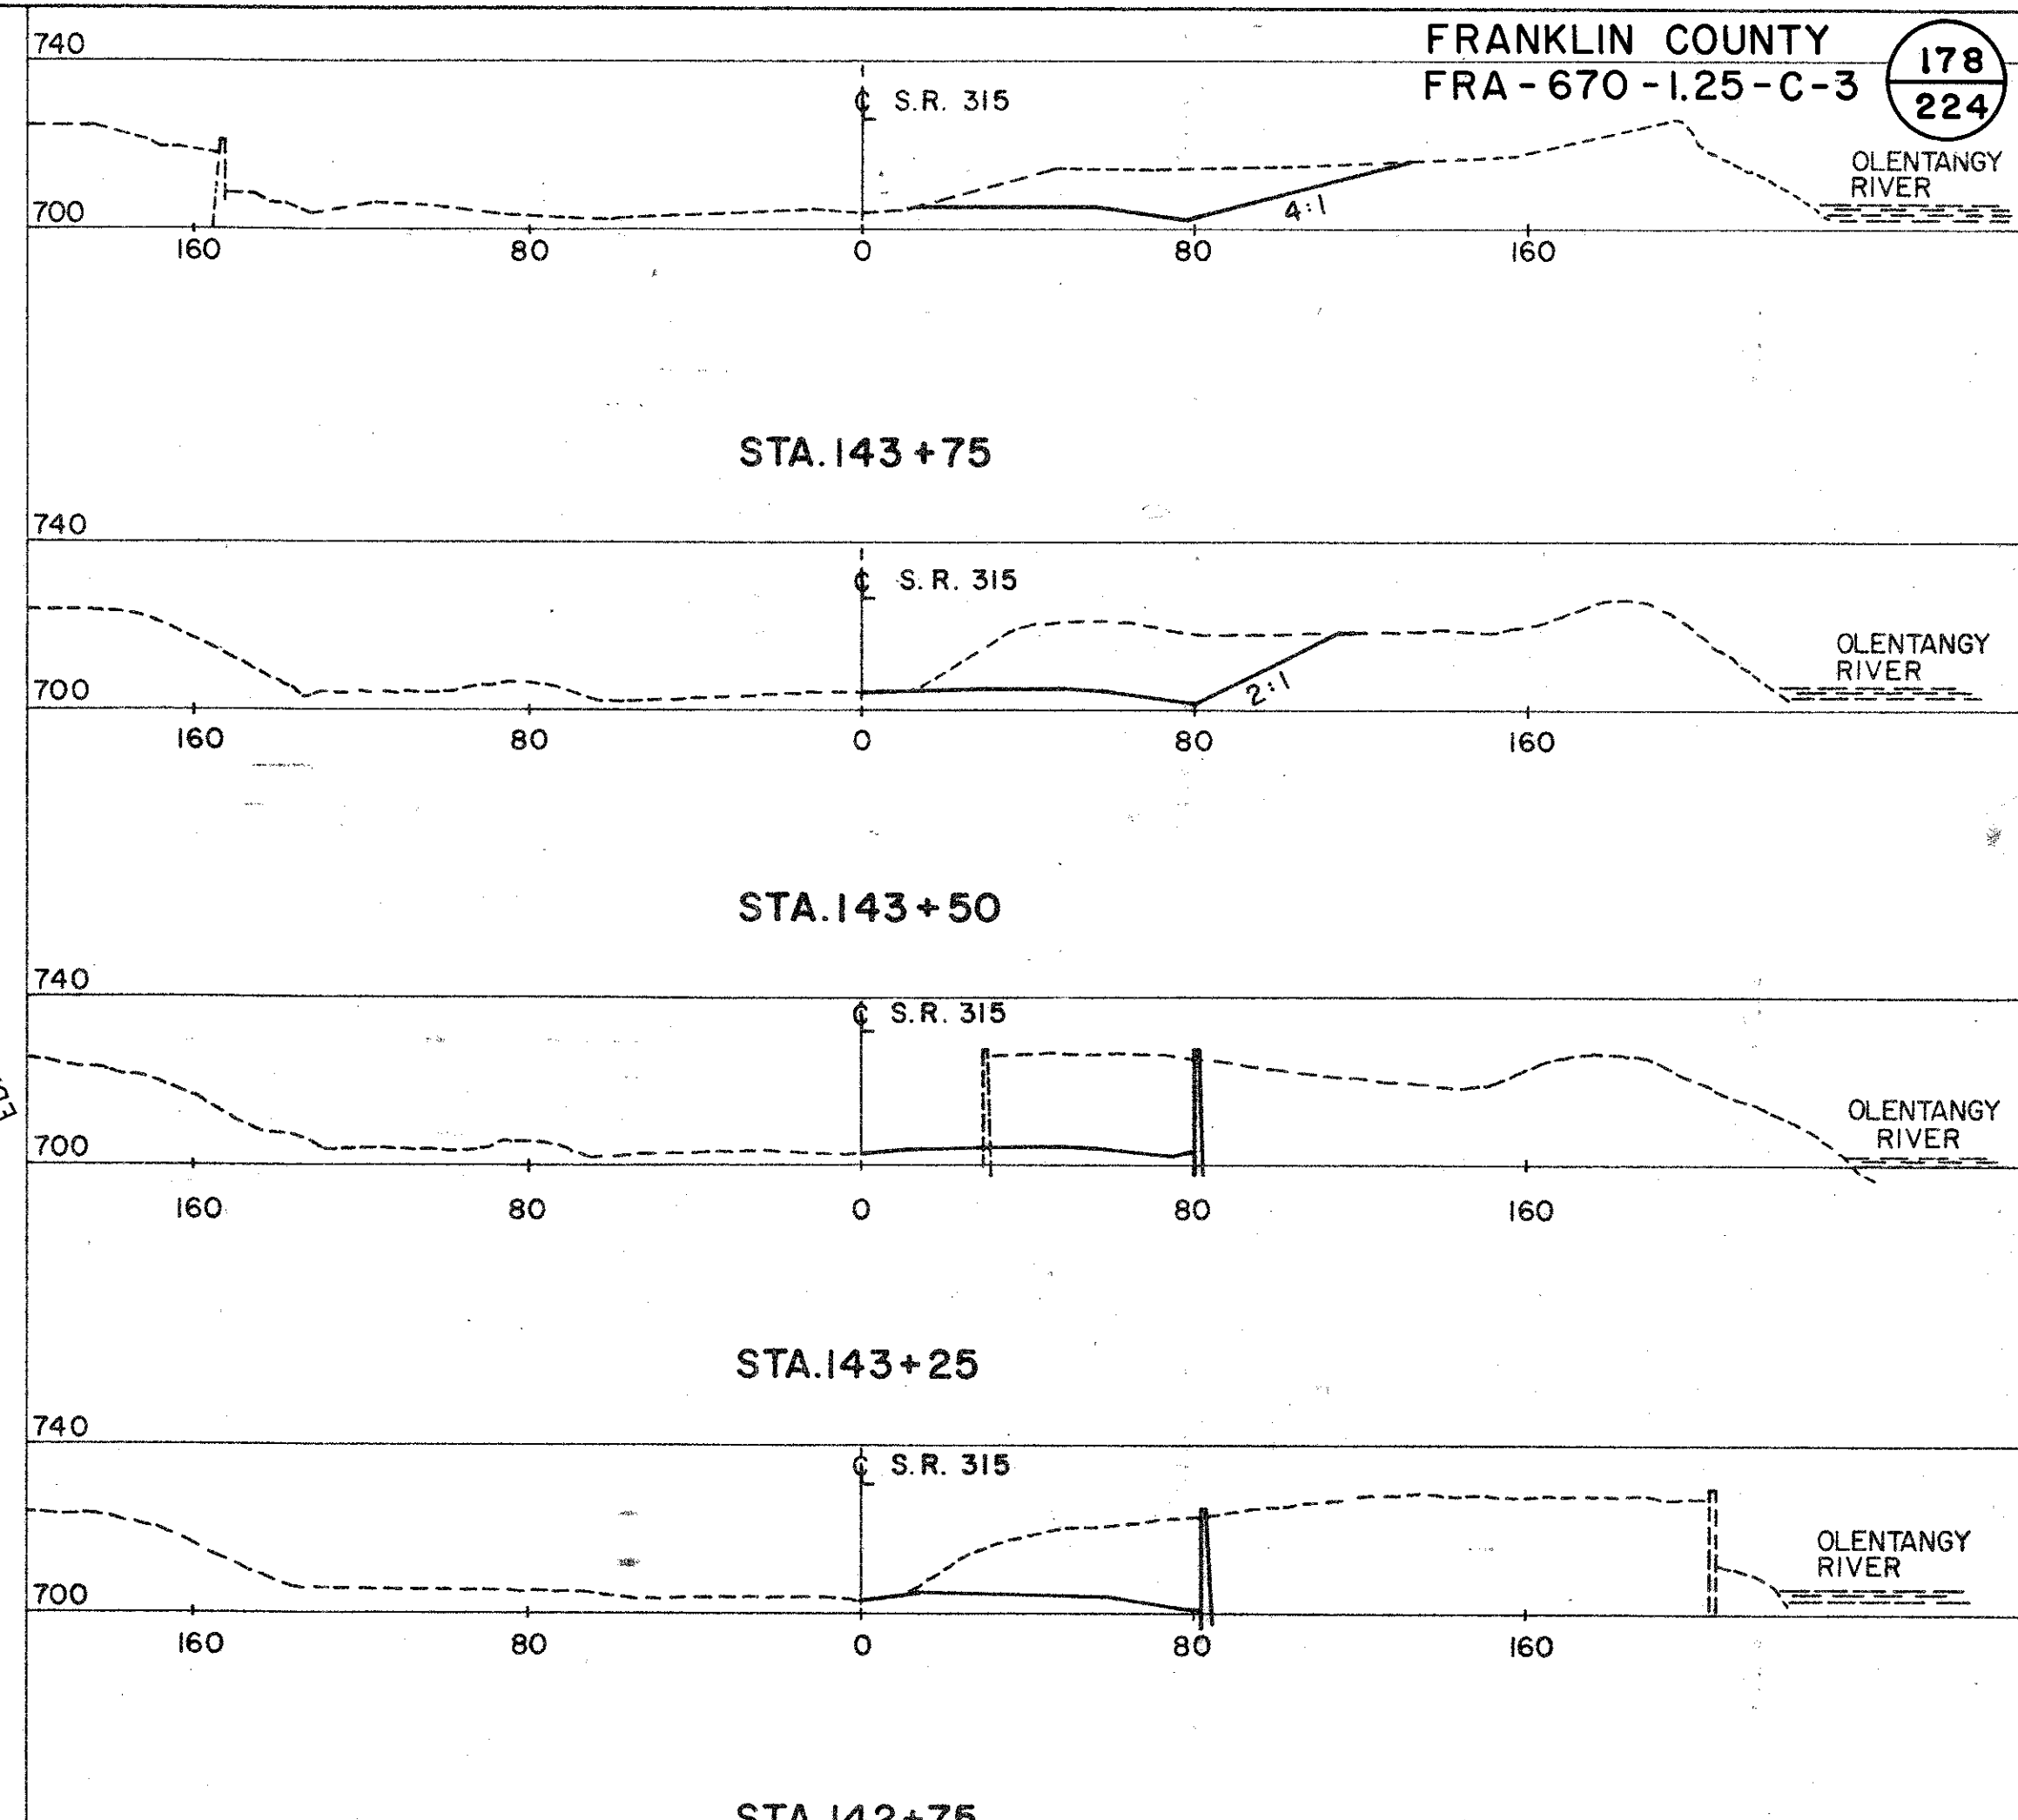 FRANKLIN COUNTY
FRA-670-1.25-C-3
178
224
740
℄ S.R. 315
OLENTANGY
RIVER
700
4:1
160 80 0 80 160
STA. 143+75
740
℄ S.R. 315
OLENTANGY
RIVER
700
2:1
160 80 0 80 160
STA. 143+50
740
℄ S.R. 315
OLENTANGY
RIVER
700
160 80 0 80 160
STA. 143+25
740
℄ S.R. 315
OLENTANGY
RIVER
700
160 80 0 80 160
STA. 142+75